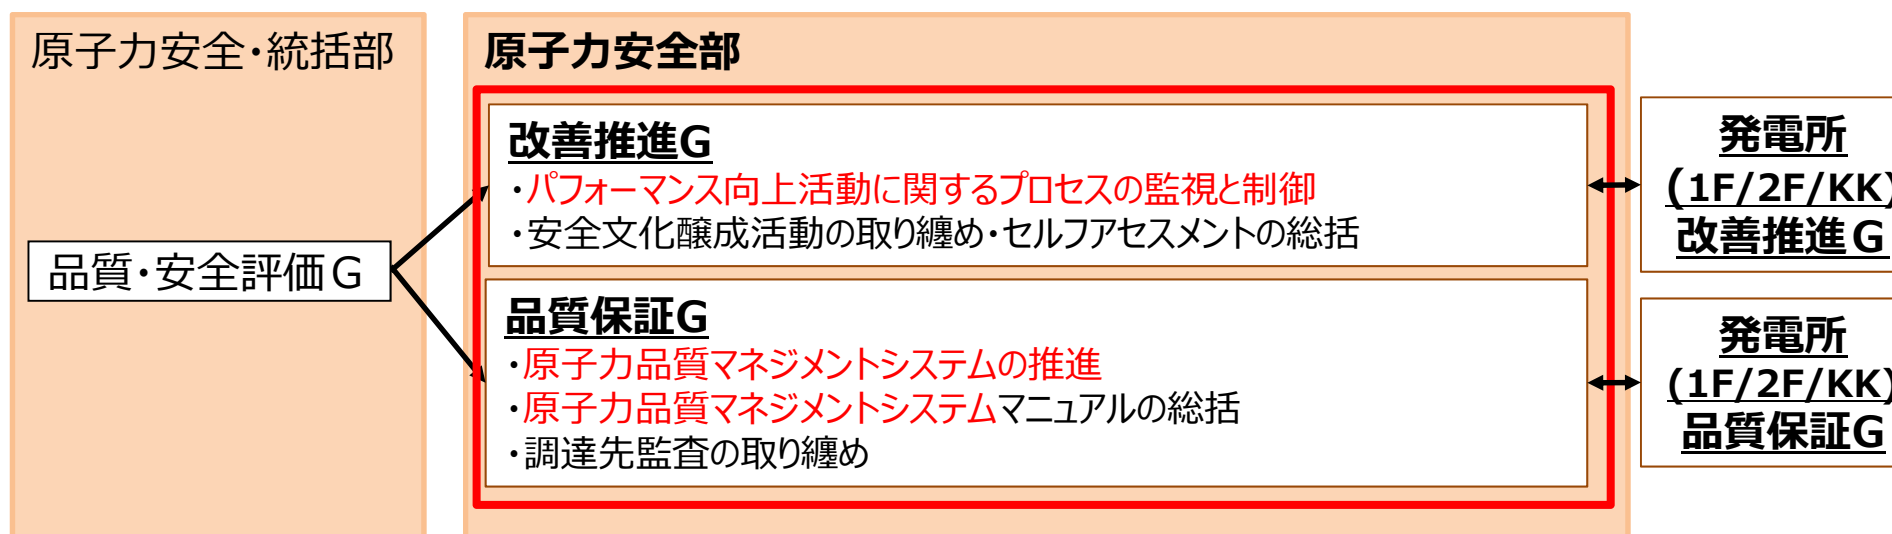 原子力安全・統括部
品質・安全評価G
原子力安全部
改善推進G
・パフォーマンス向上活動に関するプロセスの監視と制御
・安全文化醸成活動の取り纏め・セルフアセスメントの総括
品質保証G
・原子力品質マネジメントシステムの推進
・原子力品質マネジメントシステムマニュアルの総括
・調達先監査の取り纏め
発電所
(1F/2F/KK)
改善推進G
発電所
(1F/2F/KK)
品質保証G